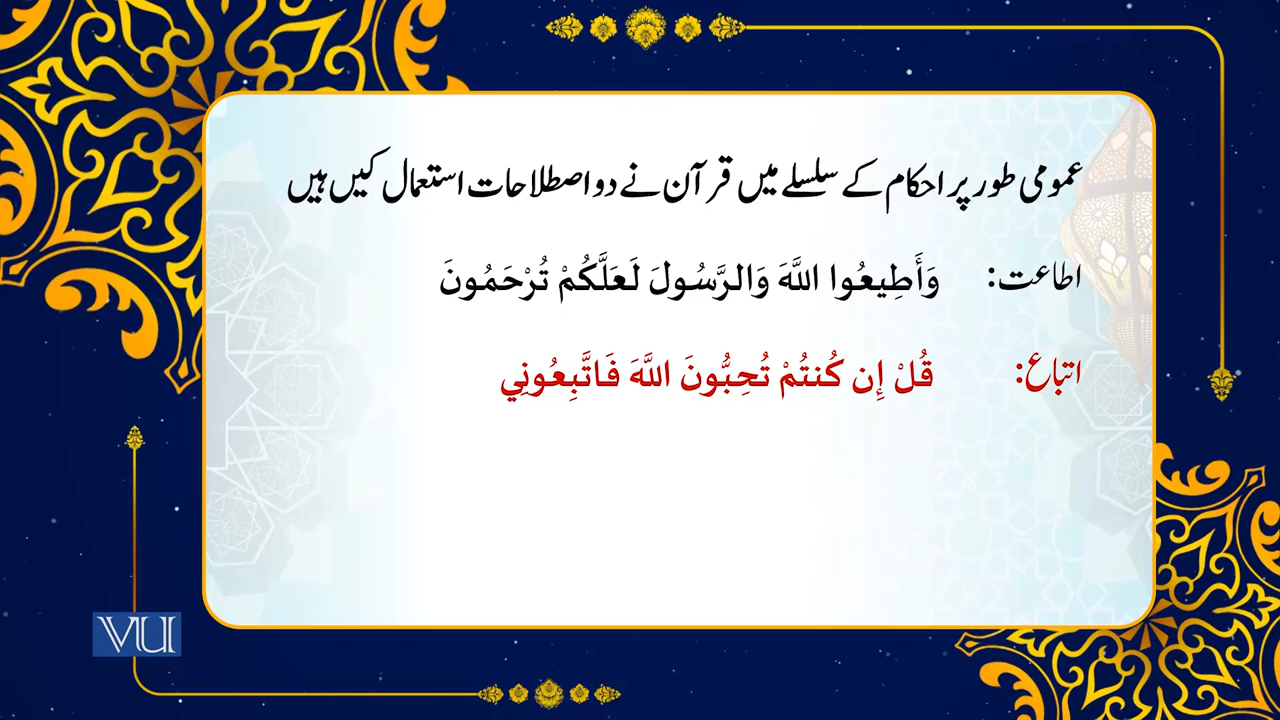 عمومی طور پر احکام کے سلسلے میں قرآن نے دو اصطلاحات استعمال کیں ہیں
اطاعت: وَأَطِيعُوا اللَّهَ وَالرَّسُولَ لَعَلَّكُمْ تُرْحَمُونَ
اتباع: قُلْ إِن كُنتُمْ تُحِبُّونَ اللَّهَ فَاتَّبِعُونِي
VU